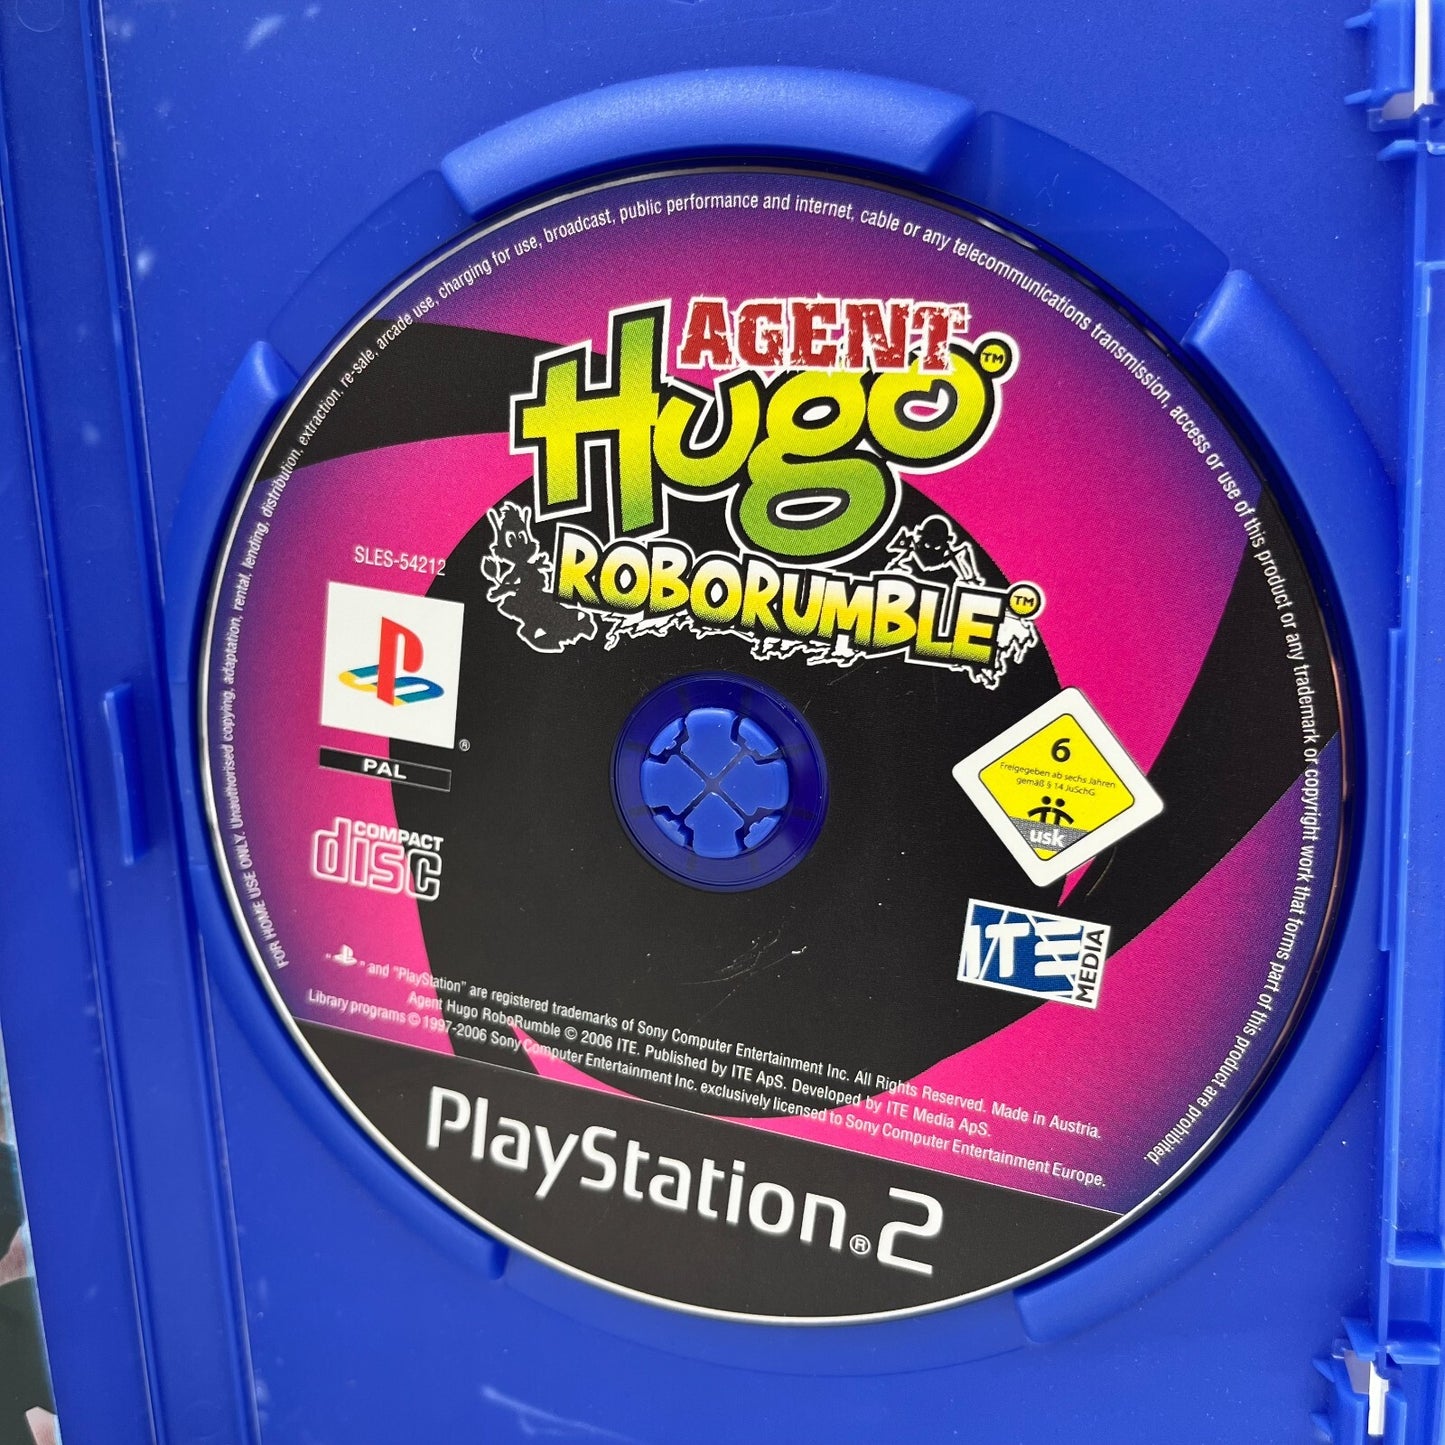 FOR HOME USE ONLY. Unauthorised copying, adaptation, rental, lending, distribution, extraction, re-sale, arcade use, charging for use, broadcast, public performance and internet, cable or any telecommunications transmission, access or use of this product or any trademark or copyright work that forms part of this product are prohibited.
AGENT
Hugo™
ROBORUMBLE™
SLES-54212
®
PAL
6
Freigegeben ab sechs Jahren
gemäß § 14 JuSchG
usk
COMPACT
disc
ITE
MEDIA
" " and "PlayStation" are registered trademarks of Sony Computer Entertainment Inc. All Rights Reserved. Made in Austria.
Agent Hugo RoboRumble © 2006 ITE. Published by ITE ApS. Developed by ITE Media ApS.
Library programs © 1997-2006 Sony Computer Entertainment Inc. exclusively licensed to Sony Computer Entertainment Europe.
PlayStation®2